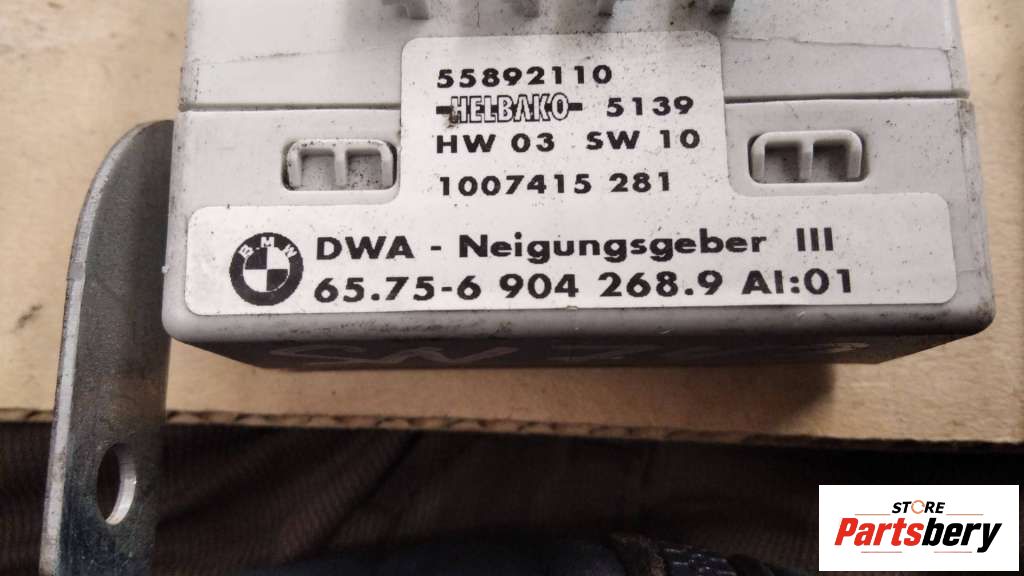 55892110
HELBAKO 5139
HW 03 SW 10
1007415 281
BMW
DWA - Neigungsgeber III
65.75-6 904 268.9 AI:01
STORE
Partsbery